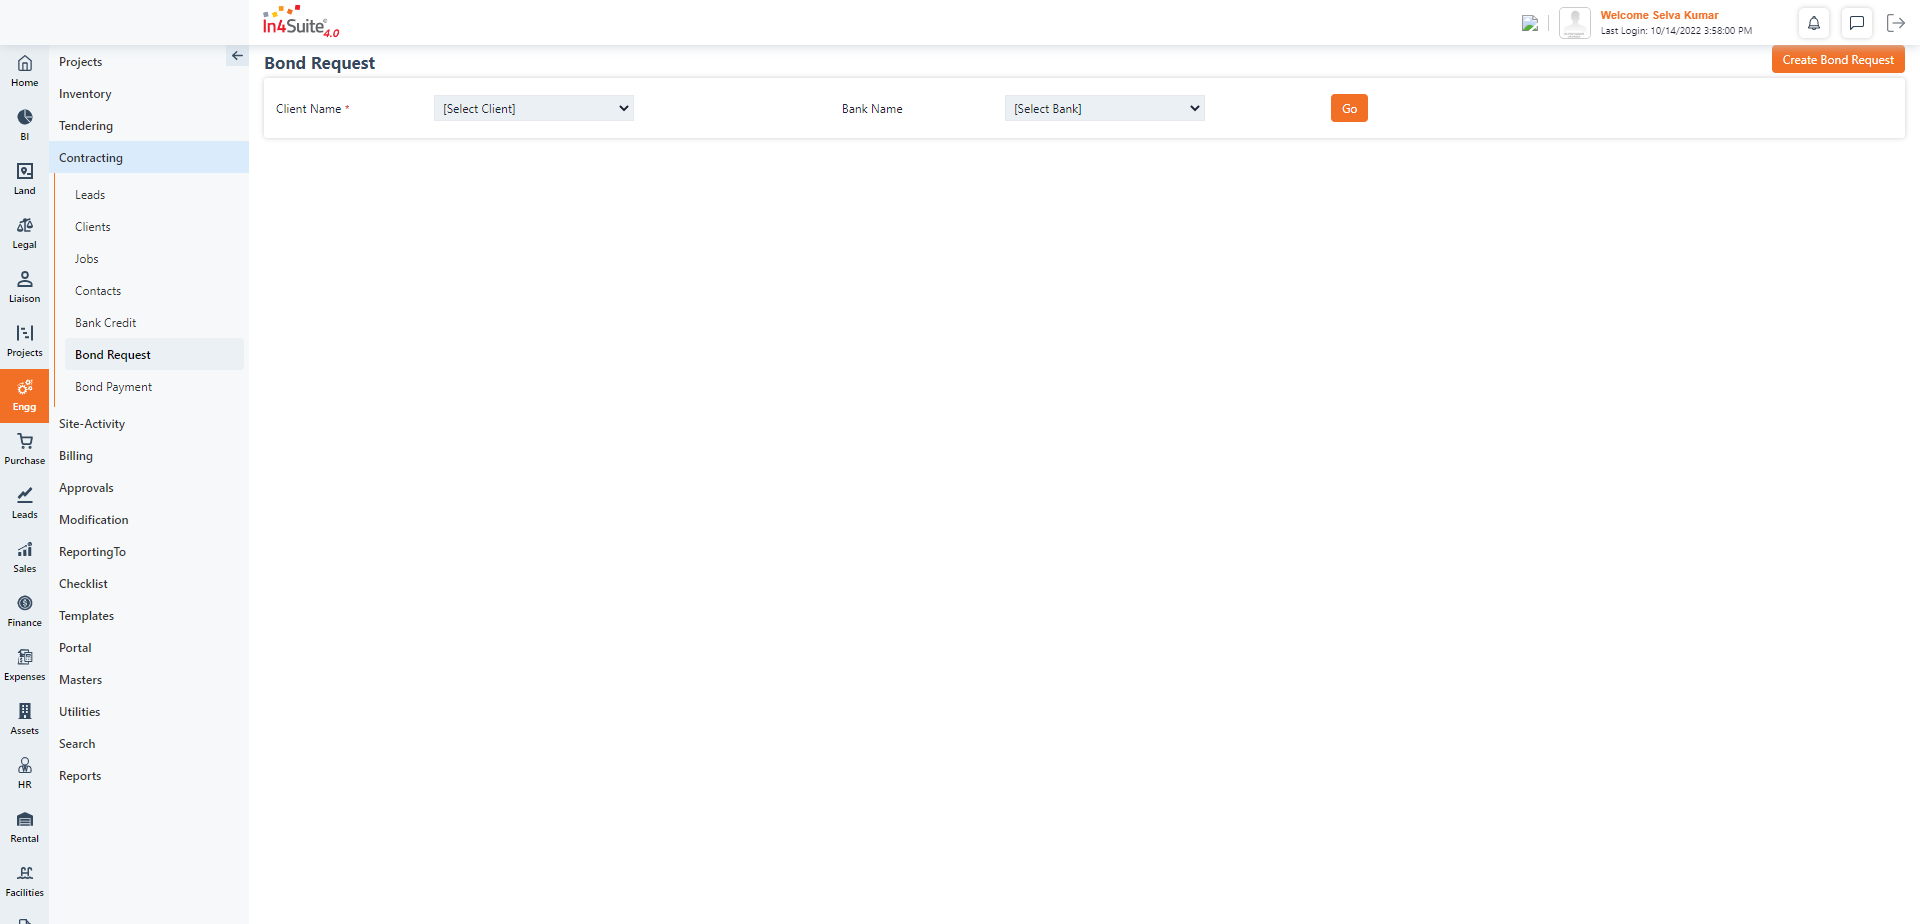 In4Suite®4.0
Welcome Selva Kumar
Last Login: 10/14/2022 3:58:00 PM
Home
BI
Land
Legal
Liaison
Projects
Engg
Purchase
Leads
Sales
Finance
Expenses
Assets
HR
Rental
Facilities
Projects
Inventory
Tendering
Contracting
Leads
Clients
Jobs
Contacts
Bank Credit
Bond Request
Bond Payment
Site-Activity
Billing
Approvals
Modification
ReportingTo
Checklist
Templates
Portal
Masters
Utilities
Search
Reports
Bond Request
Create Bond Request
Client Name *
[Select Client]
Bank Name
[Select Bank]
Go